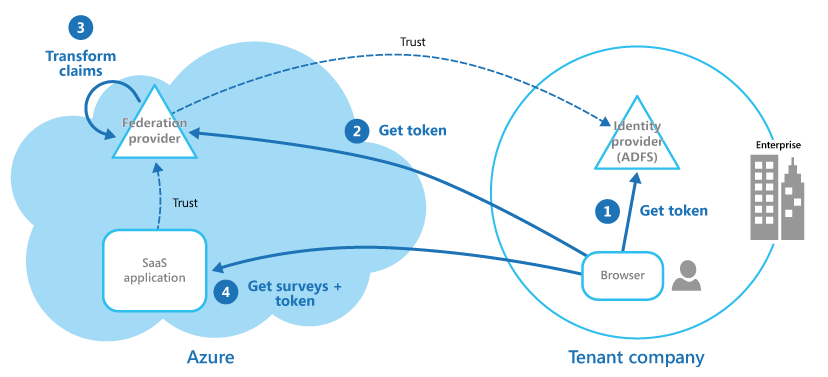 3
Transform
claims
Trust
Federation
provider
2 Get token
Identity
provider
(ADFS)
Enterprise
Trust
1 Get token
SaaS
application
Browser
4 Get surveys +
token
Azure
Tenant company